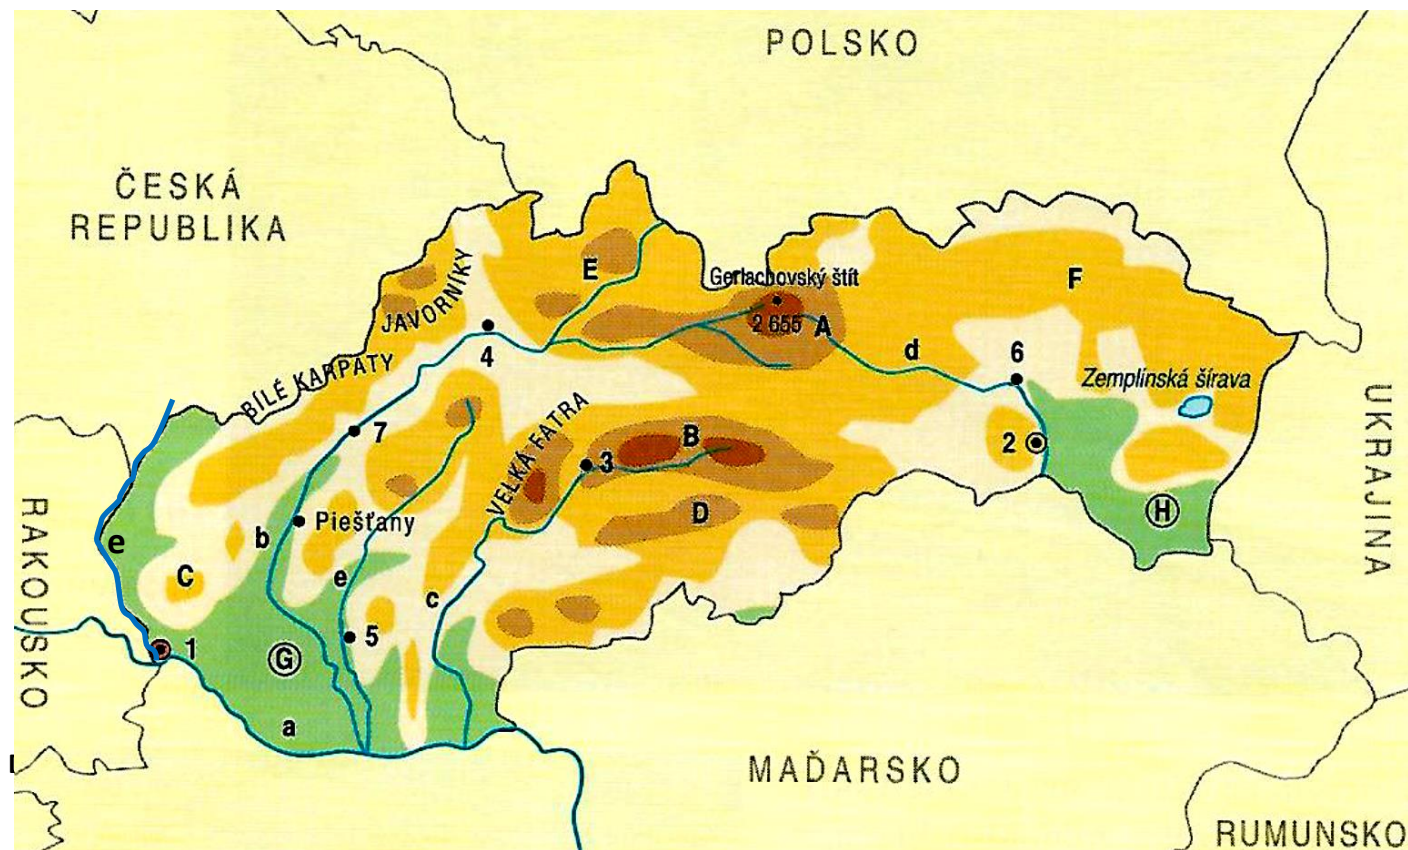 POLSKO
ČESKÁ
REPUBLIKA
E
JAVORNÍKY
Gerlachovský štít
2 655
A
F
4
d
6
BÍLÉ KARPATY
Zemplínská šírava
VELKÁ FATRA
7
B
3
2
UKRAJINA
RAKOUSKO
b
Piešťany
D
H
e
C
e
c
5
1
G
a
MAĎARSKO
RUMUNSKO